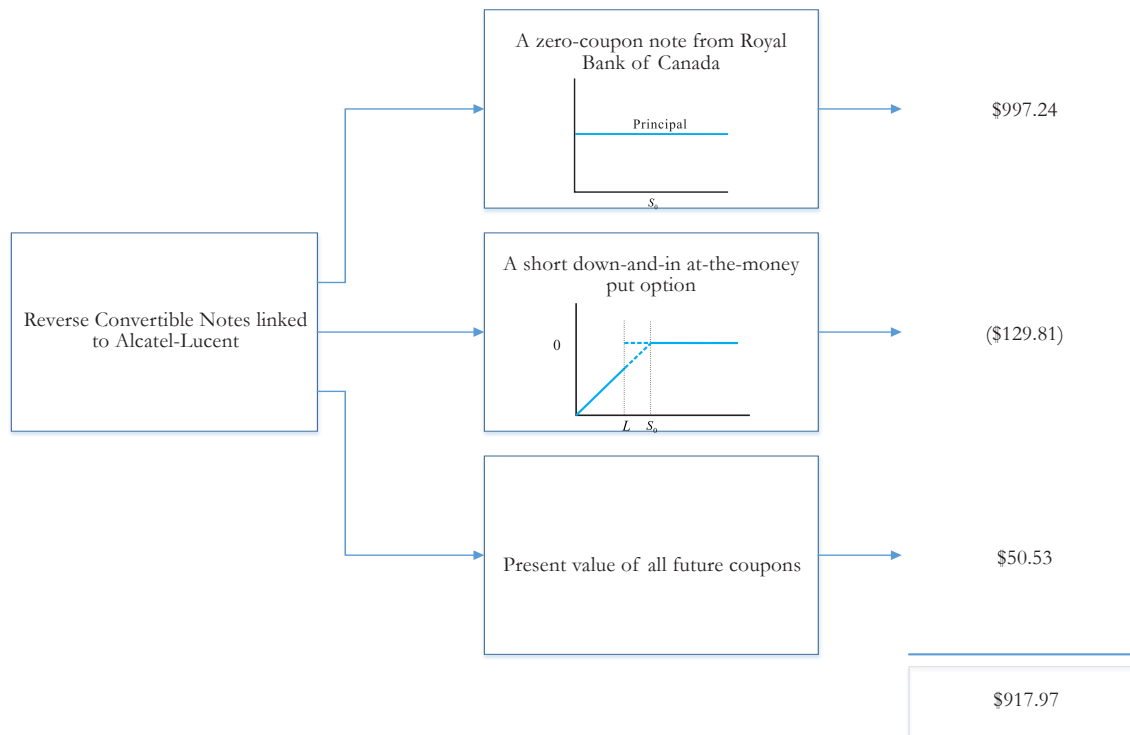 A zero-coupon note from Royal
Bank of Canada
Principal
S₀
$997.24
Reverse Convertible Notes linked
to Alcatel-Lucent
A short down-and-in at-the-money
put option
0
L S₀
($129.81)
Present value of all future coupons
$50.53
$917.97